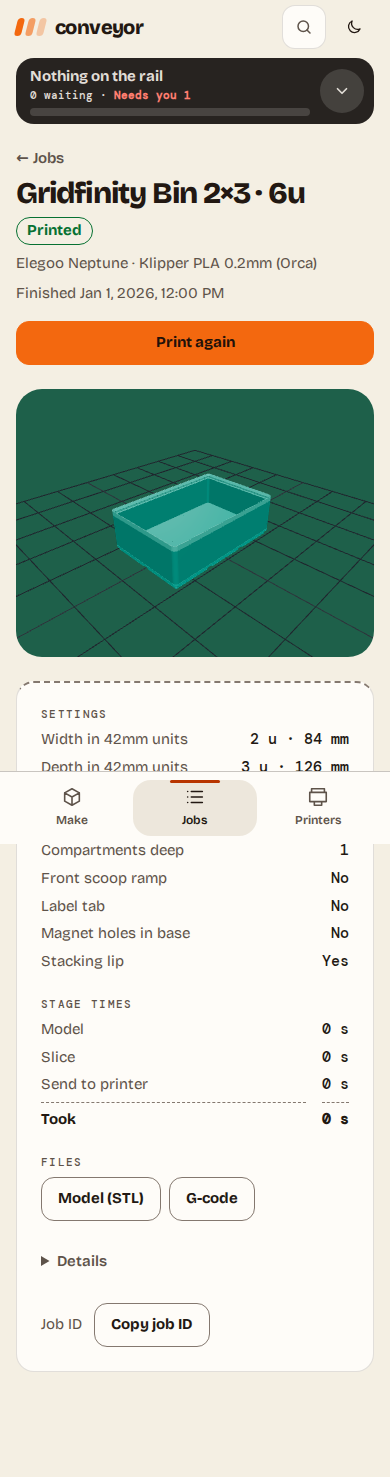 conveyor
Nothing on the rail
0 waiting · Needs you 1
← Jobs
Gridfinity Bin 2×3 · 6u
Printed
Elegoo Neptune · Klipper PLA 0.2mm (Orca)
Finished Jan 1, 2026, 12:00 PM
Print again
SETTINGS
Width in 42mm units 2 u · 84 mm
Depth in 42mm units 3 u · 126 mm
Make Jobs Printers
Compartments deep 1
Front scoop ramp No
Label tab No
Magnet holes in base No
Stacking lip Yes
STAGE TIMES
Model 0 s
Slice 0 s
Send to printer 0 s
Took 0 s
FILES
Model (STL) G-code
Details
Job ID Copy job ID